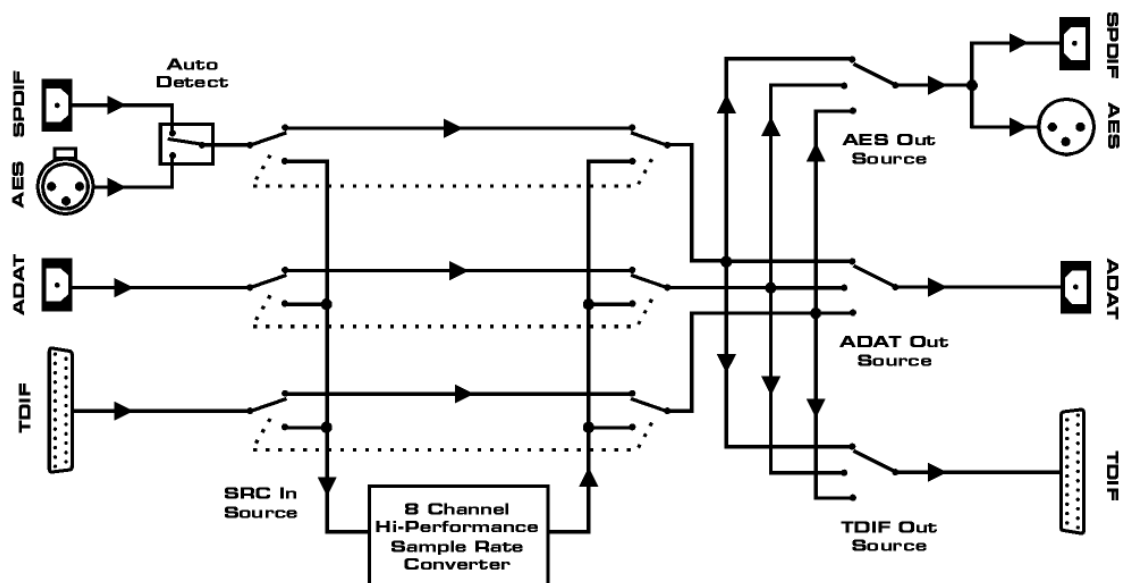 Auto
Detect
SPDIF
AES
ADAT
TDIF
SRC In
Source
8 Channel
Hi-Performance
Sample Rate
Converter
AES Out
Source
ADAT Out
Source
TDIF Out
Source
SPDIF
AES
ADAT
TDIF